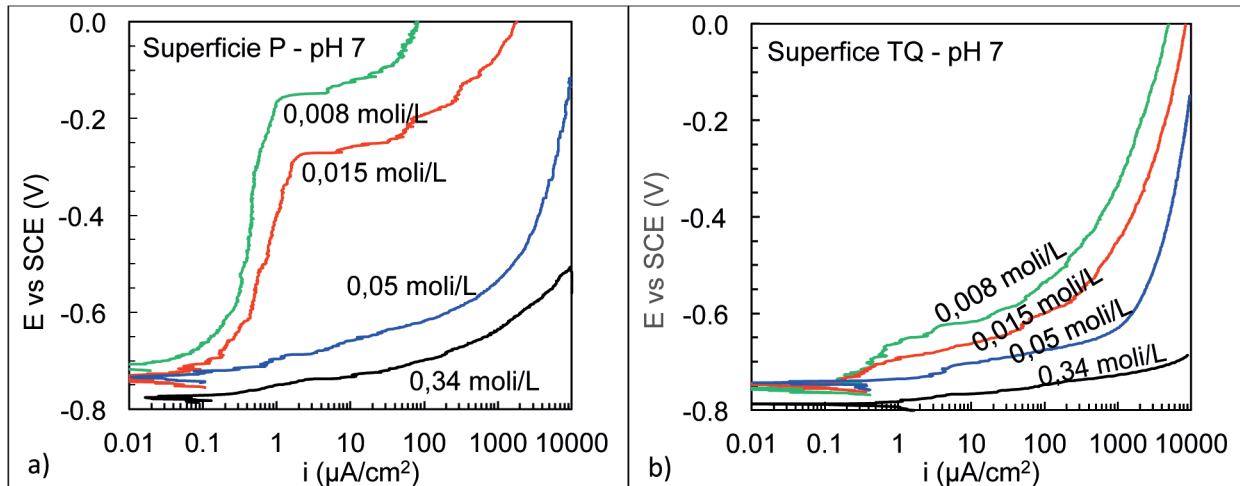 Superficie P - pH 7
E vs SCE (V)
0.0
-0.2
-0.4
-0.6
-0.8
0,008 moli/L
0,015 moli/L
0,05 moli/L
0,34 moli/L
0.01 0.1 1 10 100 1000 10000
i (µA/cm²)
a)
Superfice TQ - pH 7
E vs SCE (V)
0.0
-0.2
-0.4
-0.6
-0.8
0,008 moli/L
0,015 moli/L
0,05 moli/L
0,34 moli/L
0.01 0.1 1 10 100 1000 10000
i (µA/cm²)
b)